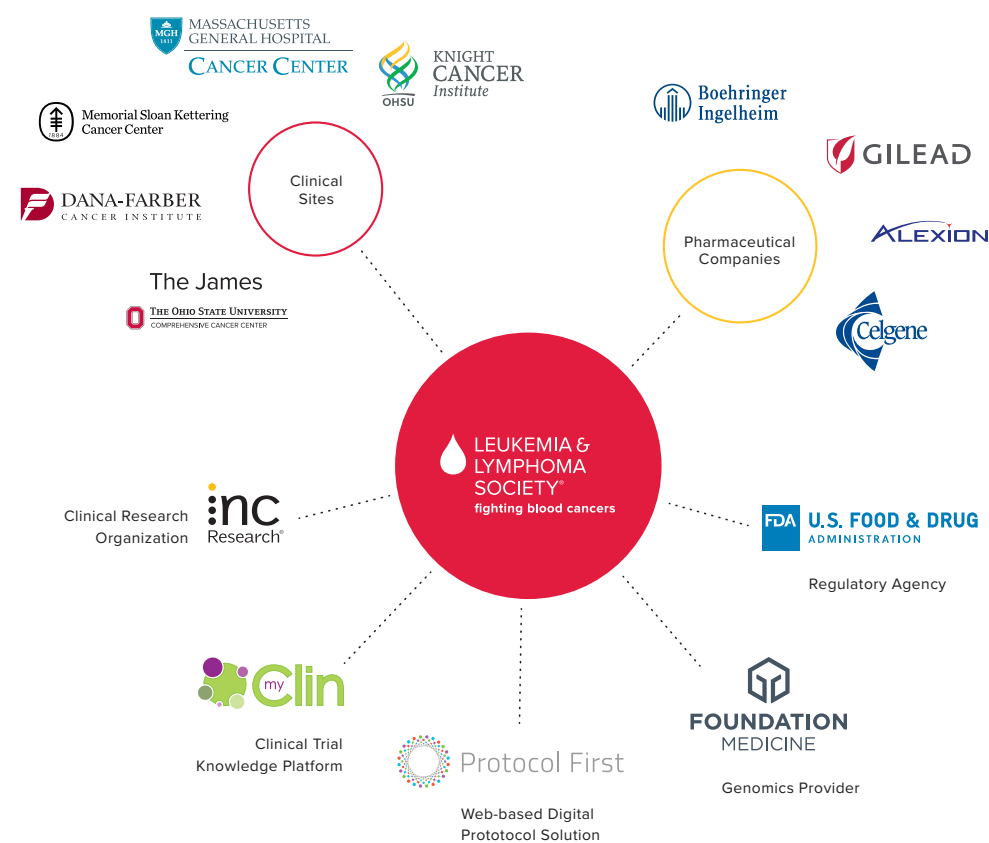 MASSACHUSETTS
GENERAL HOSPITAL
CANCER CENTER
MGH
1811
KNIGHT
CANCER
Institute
OHSU
Memorial Sloan Kettering
Cancer Center
1884
DANA-FARBER
CANCER INSTITUTE
The James
THE OHIO STATE UNIVERSITY
COMPREHENSIVE CANCER CENTER
Clinical
Sites
Boehringer
Ingelheim
GILEAD
ALEXION
Celgene
Pharmaceutical
Companies
LEUKEMIA &
LYMPHOMA
SOCIETY®
fighting blood cancers
Clinical Research
Organization
inc
Research®
FDA
U.S. FOOD & DRUG
ADMINISTRATION
Regulatory Agency
my
Clin
Clinical Trial
Knowledge Platform
Protocol First
Web-based Digital
Prototocol Solution
FOUNDATION
MEDICINE
Genomics Provider